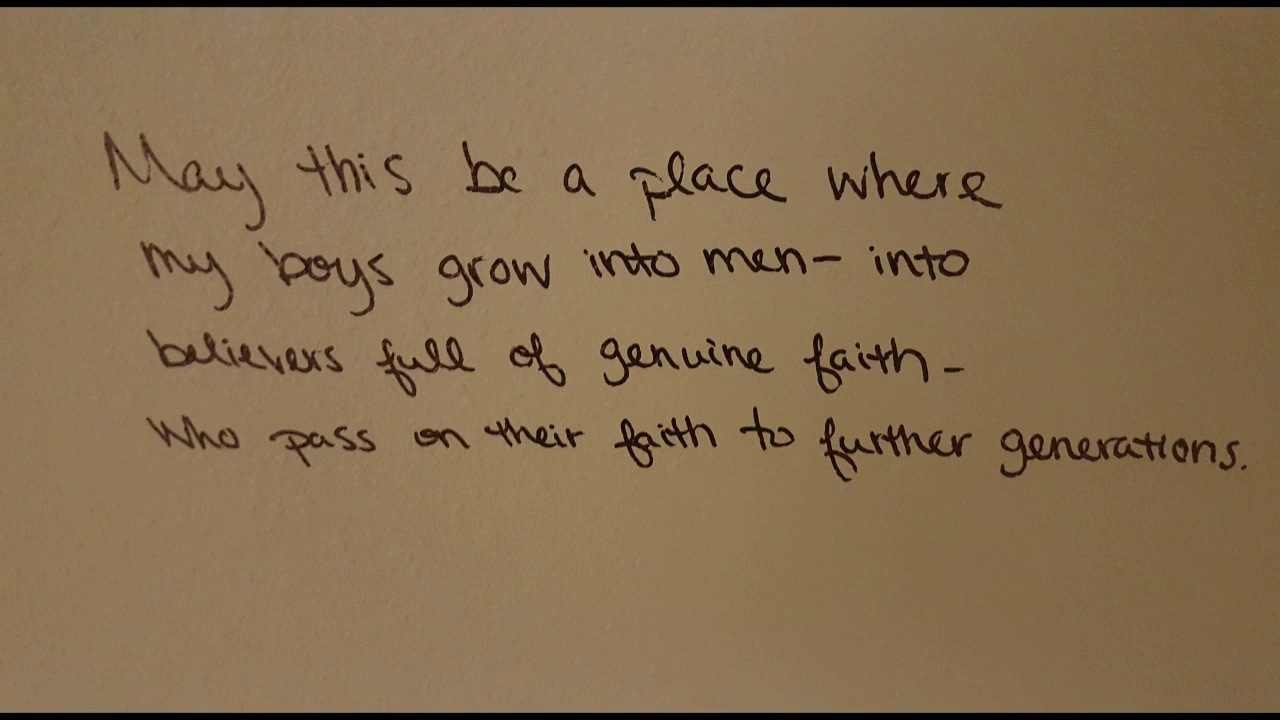 May this be a place where
my boys grow into men- into
believers full of genuine faith-
who pass on their faith to further generations.